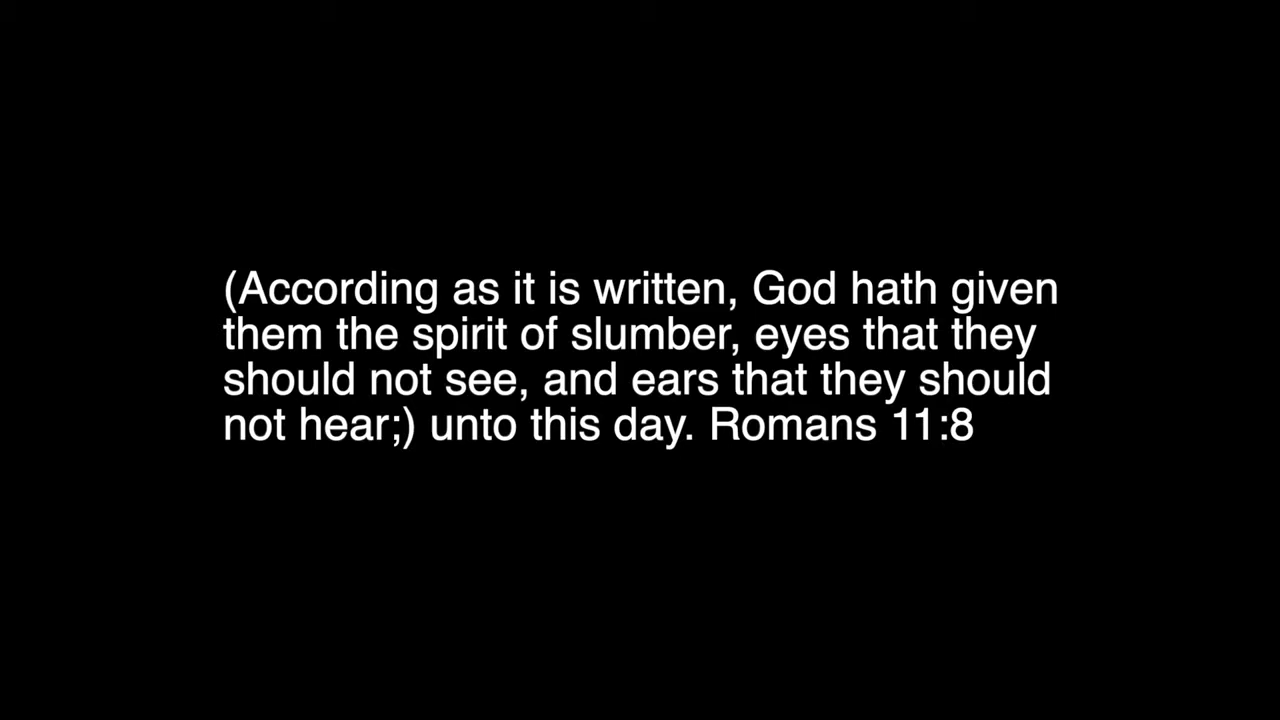 (According as it is written, God hath given
them the spirit of slumber, eyes that they
should not see, and ears that they should
not hear;) unto this day. Romans 11:8